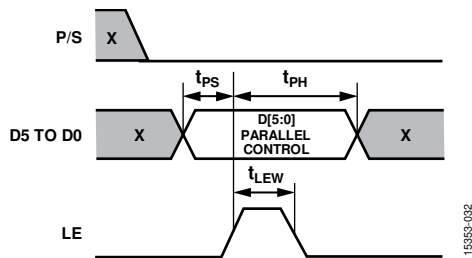 P/S
X
tPS
tPH
D5 TO D0
X
D[5:0]
PARALLEL
CONTROL
X
tLEW
LE
15353-032